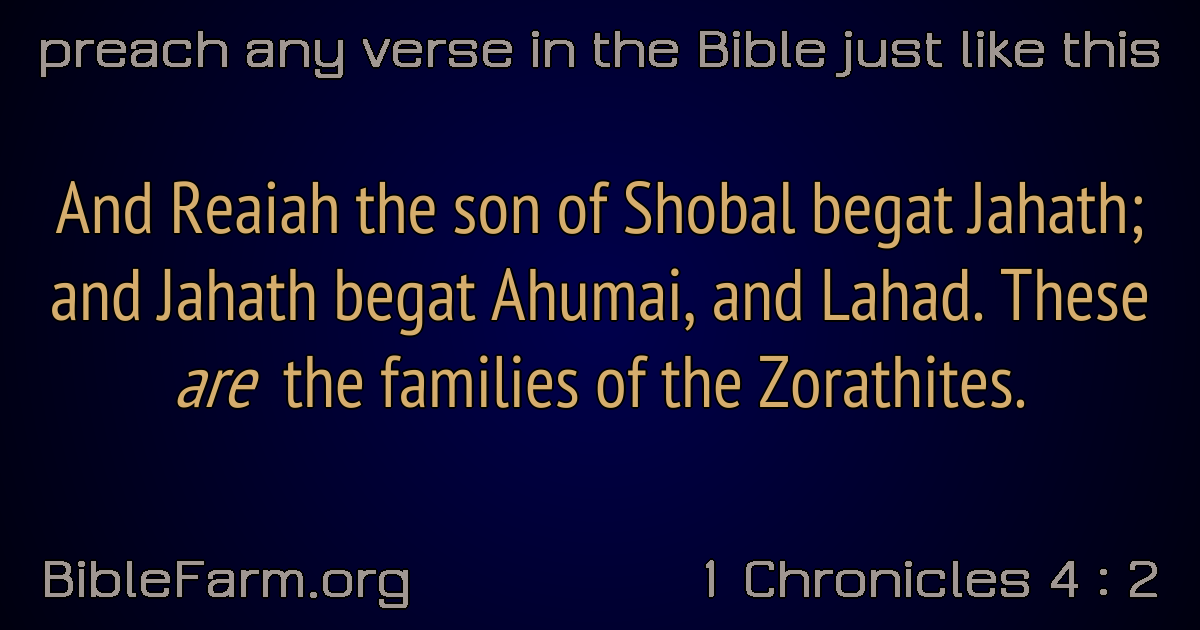 preach any verse in the Bible just like this
And Reaiah the son of Shobal begat Jahath;
and Jahath begat Ahumai, and Lahad. These
are the families of the Zorathites.
BibleFarm.org
1 Chronicles 4 : 2